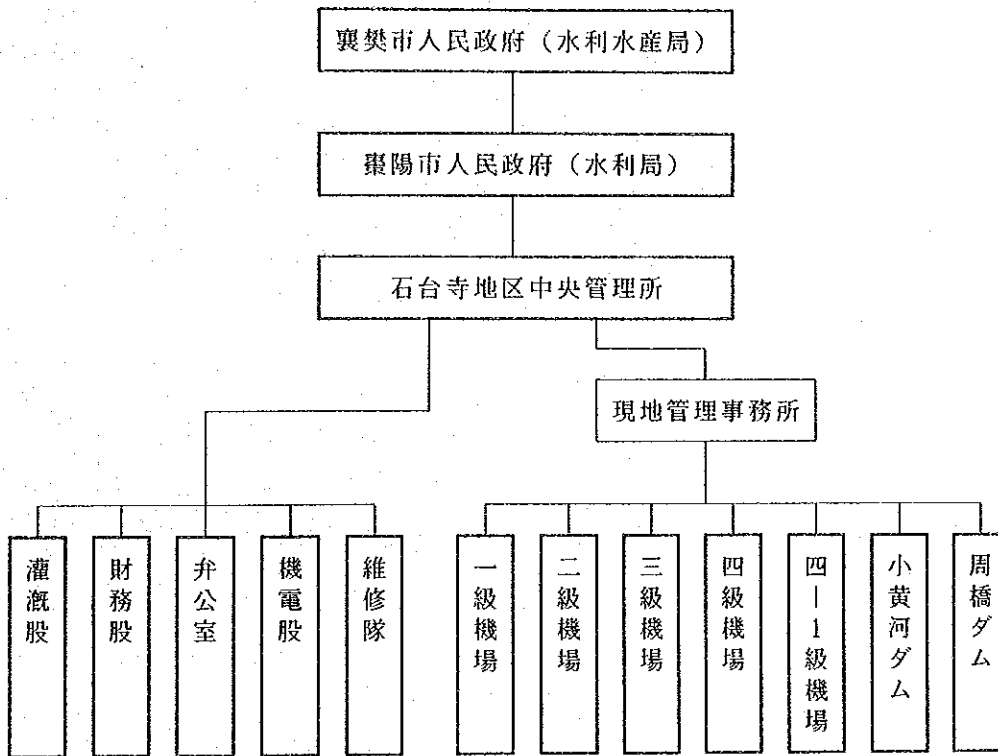 襄樊市人民政府（水利水産局）
棗陽市人民政府（水利局）
石台寺地区中央管理所
現地管理事務所
灌漑股
財務股
弁公室
機電股
維修隊
一級機場
二級機場
三級機場
四級機場
四ー1級機場
小黄河ダム
周橋ダム